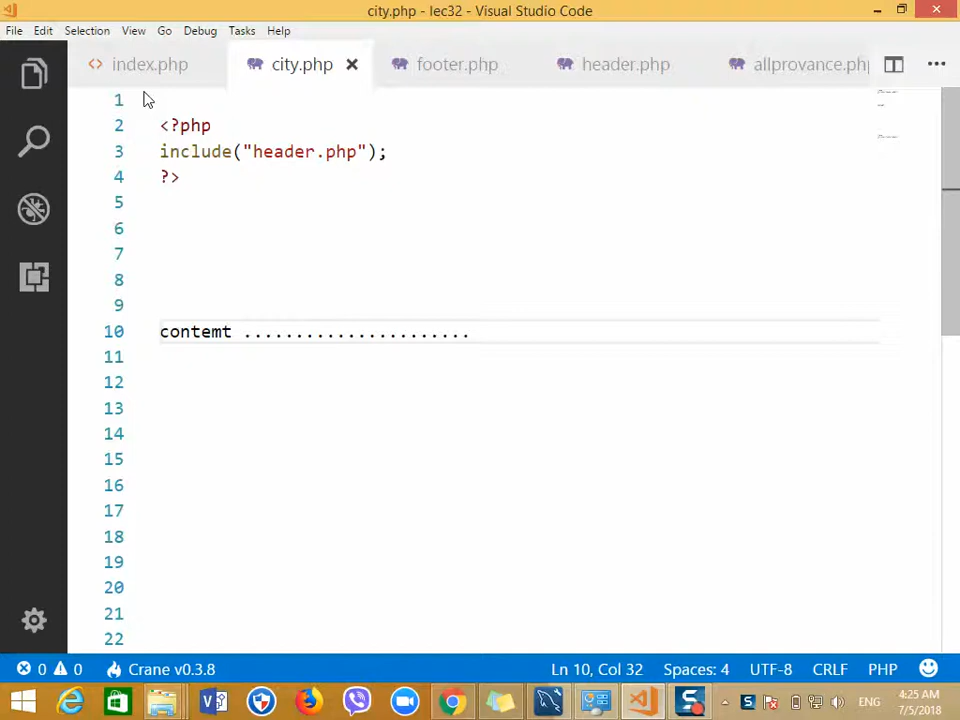 city.php - lec32 - Visual Studio Code
File Edit Selection View Go Debug Tasks Help
index.php city.php footer.php header.php allprovance.php
1
2 <?php
3 include("header.php");
4 ?>
5
6
7
8
9
10 contemt ......................
11
12
13
14
15
16
17
18
19
20
21
22
0 0 Crane v0.3.8 Ln 10, Col 32 Spaces: 4 UTF-8 CRLF PHP
ENG 4:25 AM
7/5/2018